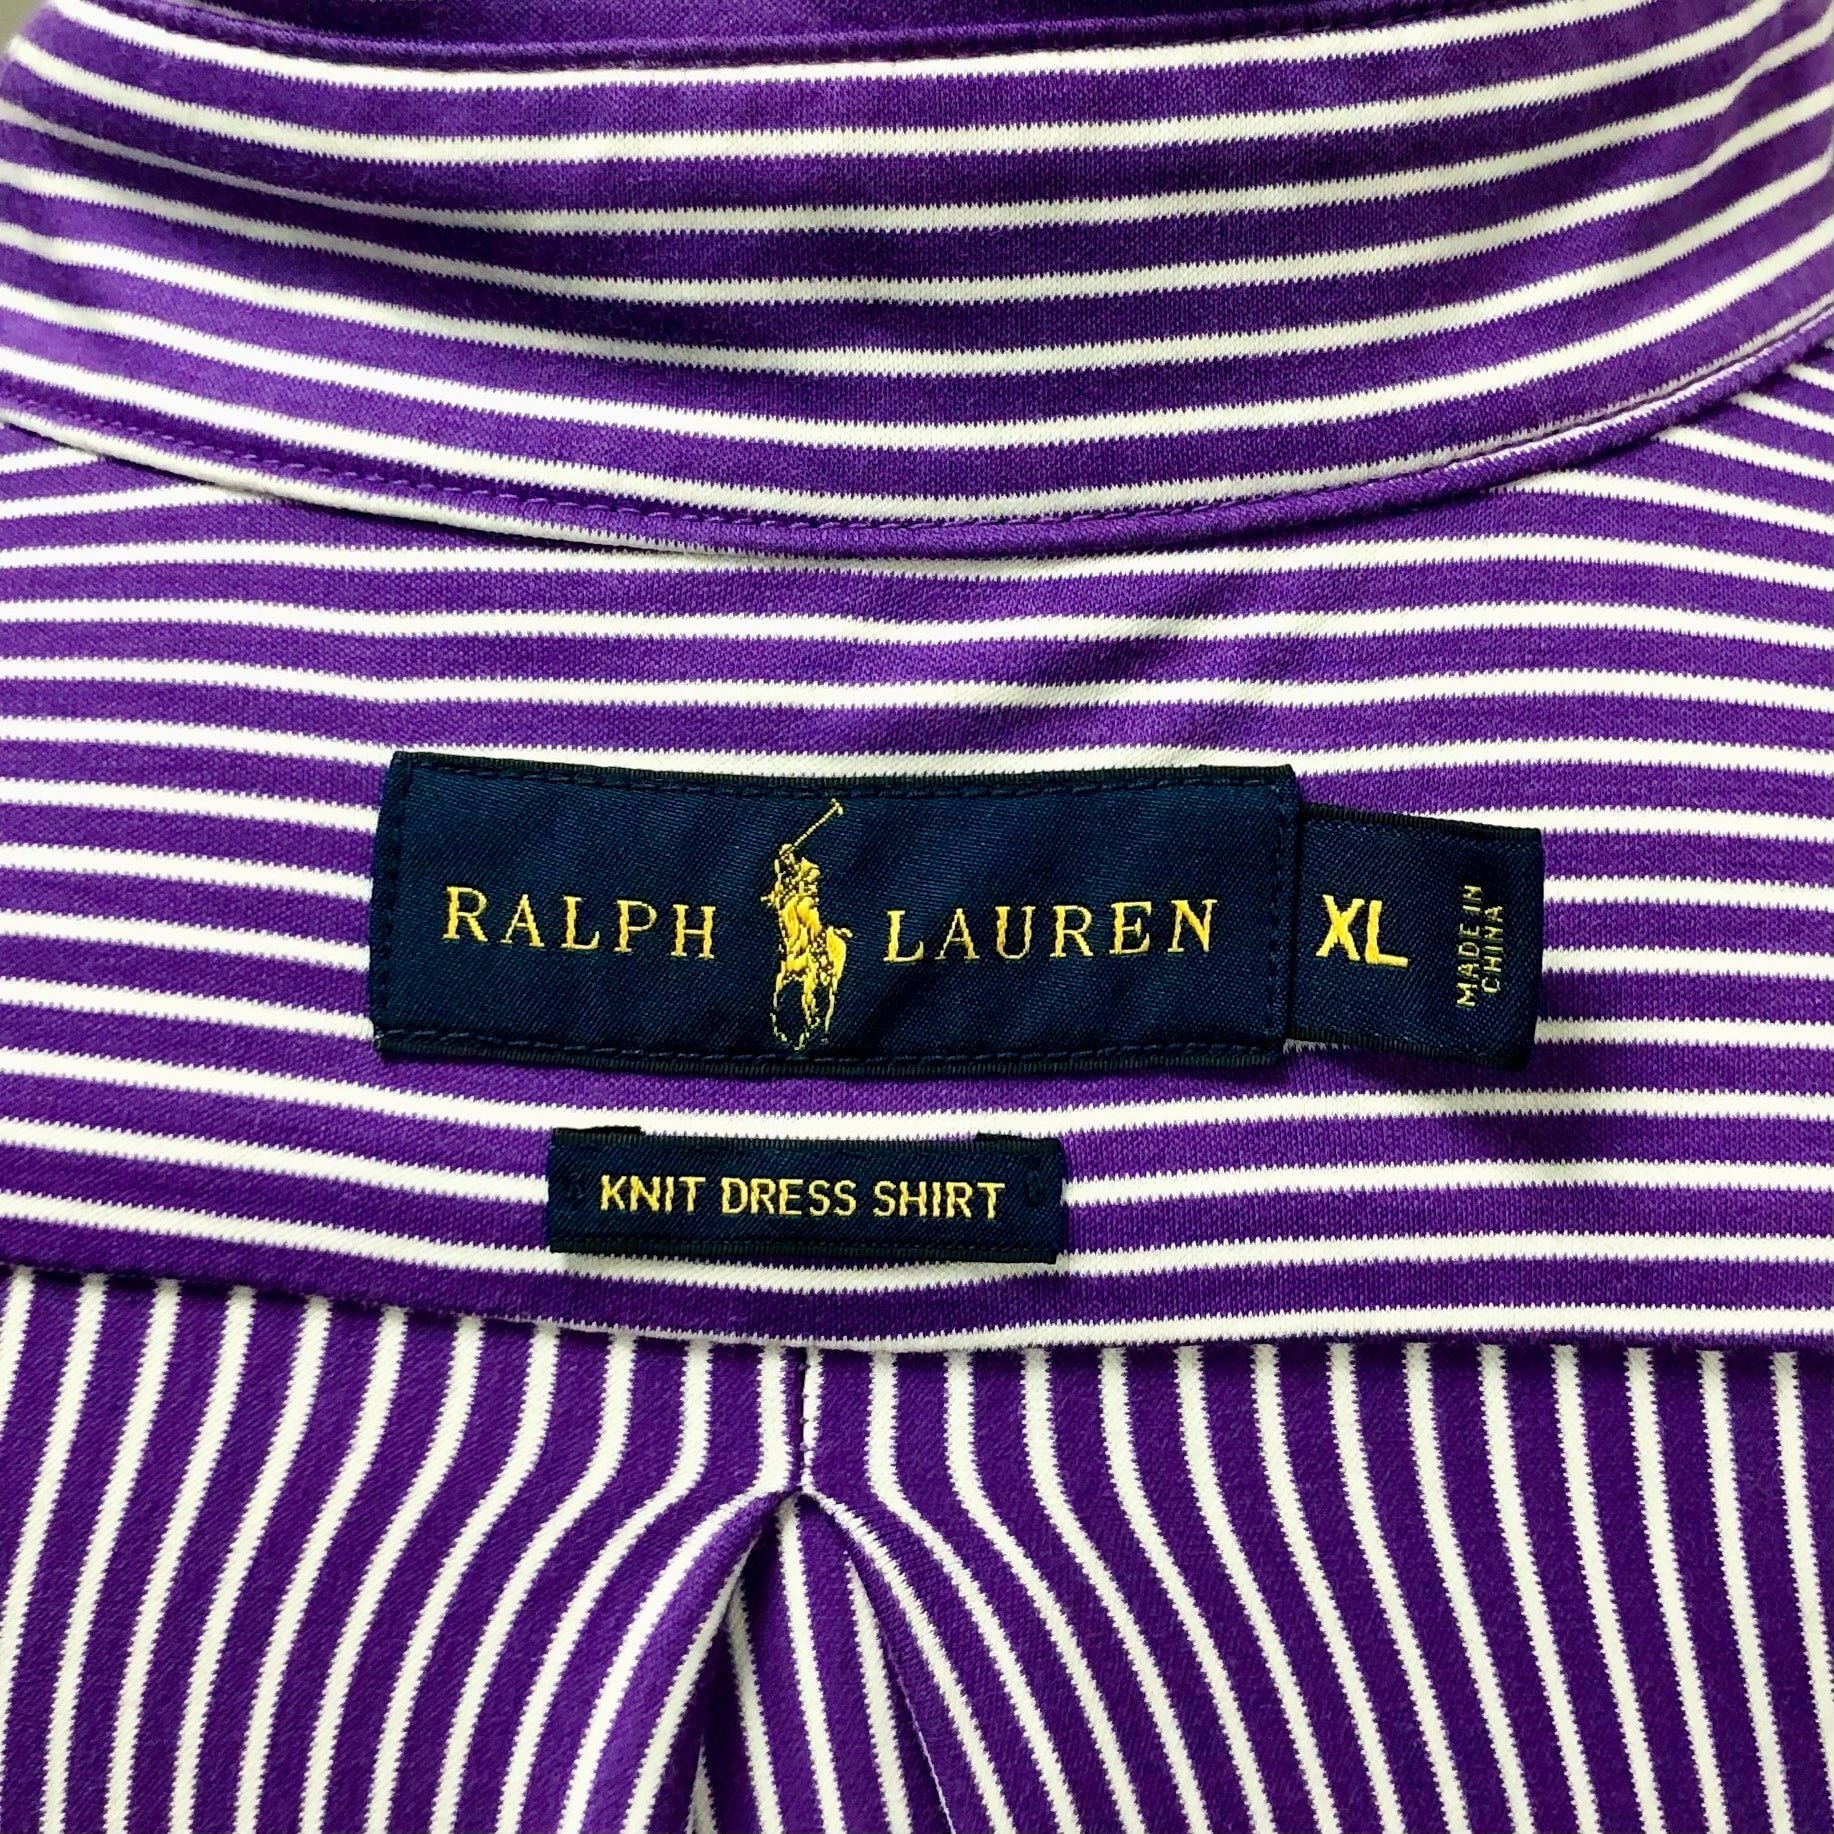 RALPH LAUREN
XL
MADE IN
CHINA
KNIT DRESS SHIRT